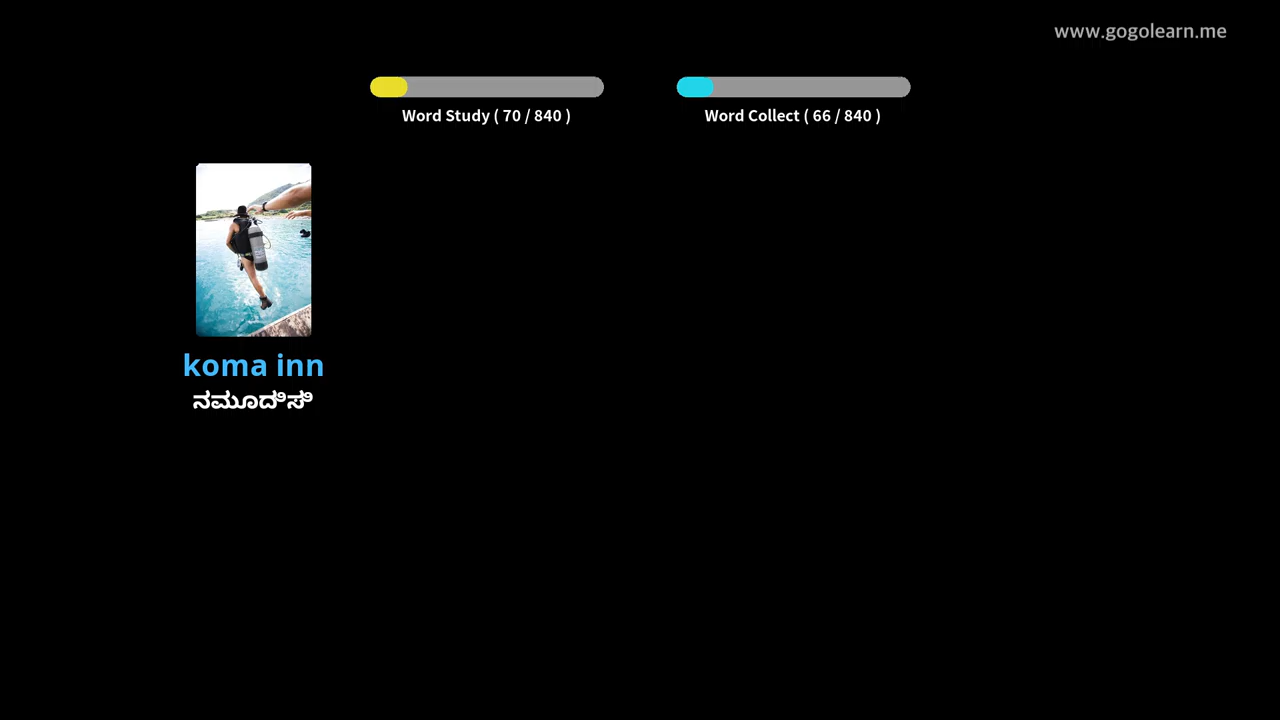 www.gogolearn.me
Word Study ( 70 / 840 )
Word Collect ( 66 / 840 )
koma inn
ನಮೂದಿಸಿ